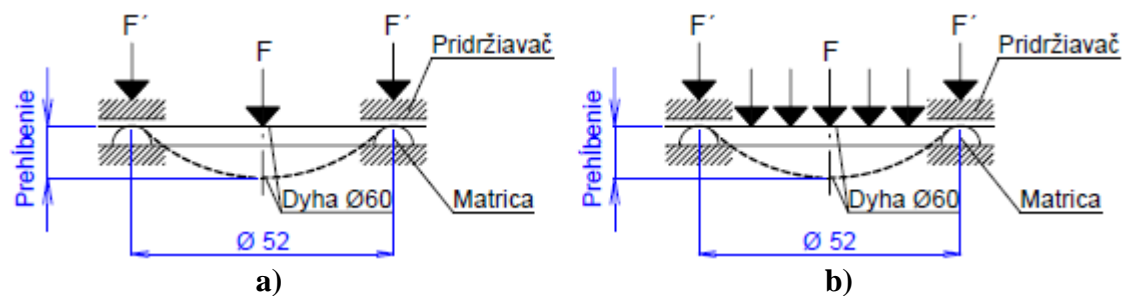 F´
F
F´
Pridržiavač
Prehĺbenie
Dyha Ø60
Matrica
Ø 52
a)
F´
F
F´
Pridržiavač
Prehĺbenie
Dyha Ø60
Matrica
Ø 52
b)